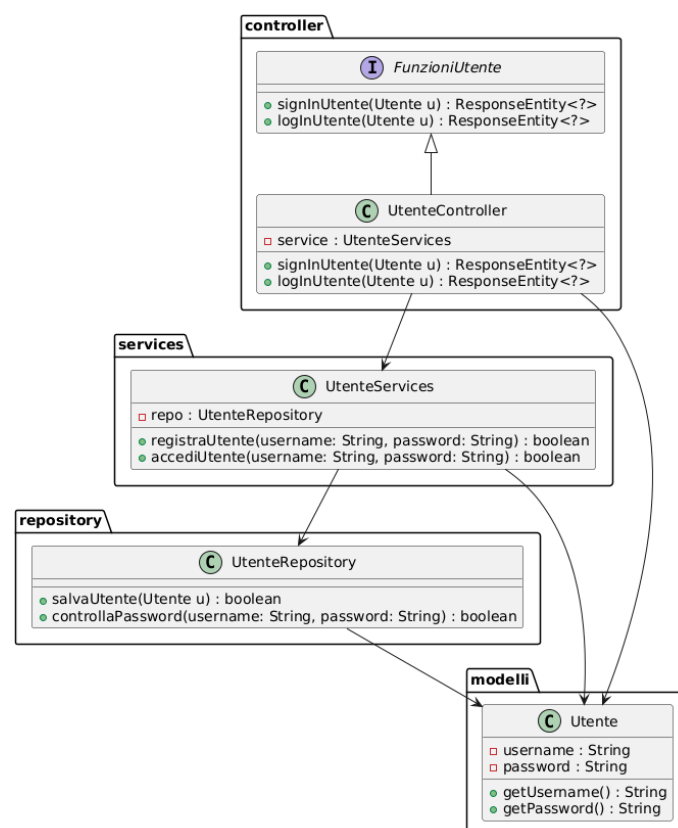 controller
I FunzioniUtente
signInUtente(Utente u) : ResponseEntity<?>
logInUtente(Utente u) : ResponseEntity<?>
C UtenteController
service : UtenteServices
signInUtente(Utente u) : ResponseEntity<?>
logInUtente(Utente u) : ResponseEntity<?>
services
C UtenteServices
repo : UtenteRepository
registraUtente(username: String, password: String) : boolean
accediUtente(username: String, password: String) : boolean
repository
C UtenteRepository
salvaUtente(Utente u) : boolean
controllaPassword(username: String, password: String) : boolean
modelli
C Utente
username : String
password : String
getUsername() : String
getPassword() : String